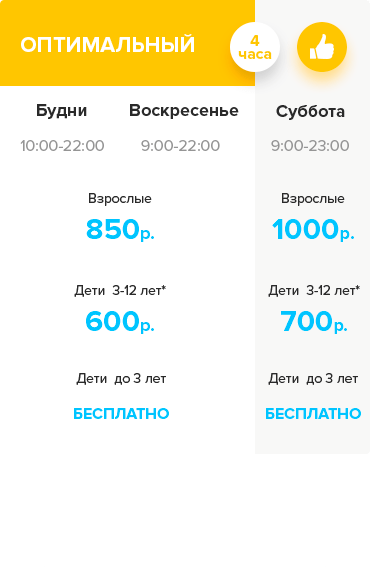 ОПТИМАЛЬНЫЙ
4
часа
Будни
Воскресенье
Суббота
10:00-22:00
9:00-22:00
9:00-23:00
Взрослые
850р.
Взрослые
1000р.
Дети 3-12 лет*
600р.
Дети 3-12 лет*
700р.
Дети до 3 лет
БЕСПЛАТНО
Дети до 3 лет
БЕСПЛАТНО